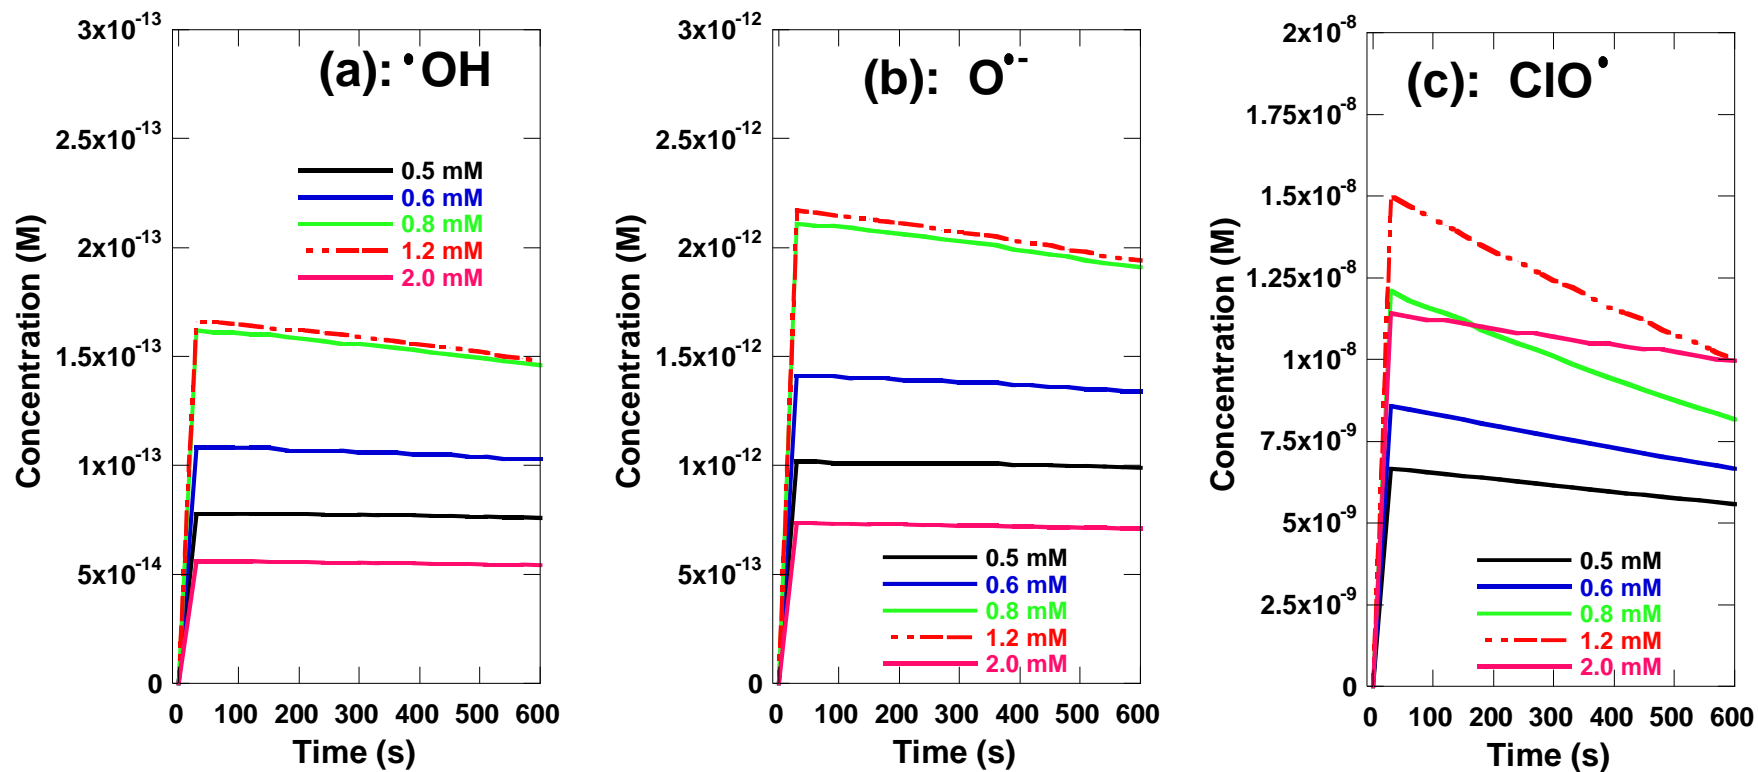 (a): •OH
Concentration (M)
3x10⁻¹³
2.5x10⁻¹³
2x10⁻¹³
1.5x10⁻¹³
1x10⁻¹³
5x10⁻¹⁴
0
0.5 mM
0.6 mM
0.8 mM
1.2 mM
2.0 mM
0 100 200 300 400 500 600
Time (s)
(b): O•⁻
Concentration (M)
3x10⁻¹²
2.5x10⁻¹²
2x10⁻¹²
1.5x10⁻¹²
1x10⁻¹²
5x10⁻¹³
0
0.5 mM
0.6 mM
0.8 mM
1.2 mM
2.0 mM
0 100 200 300 400 500 600
Time (s)
(c): ClO•
Concentration (M)
2x10⁻⁸
1.75x10⁻⁸
1.5x10⁻⁸
1.25x10⁻⁸
1x10⁻⁸
7.5x10⁻⁹
5x10⁻⁹
2.5x10⁻⁹
0
0.5 mM
0.6 mM
0.8 mM
1.2 mM
2.0 mM
0 100 200 300 400 500 600
Time (s)